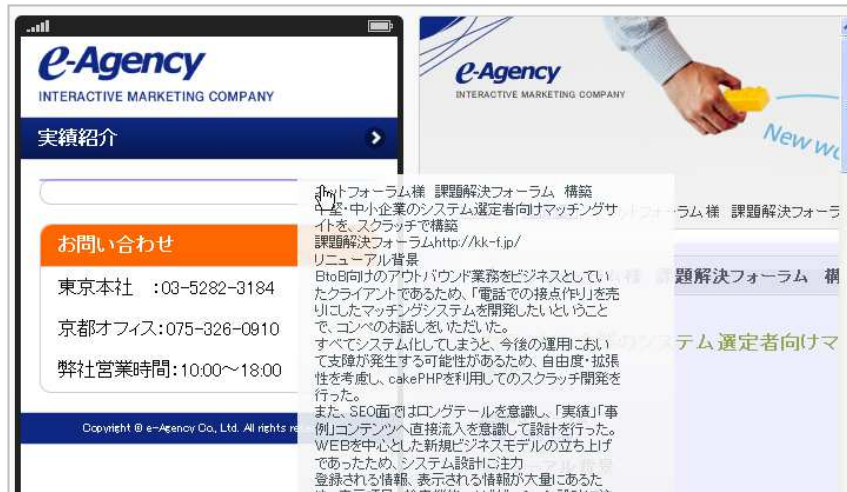 e-Agency
INTERACTIVE MARKETING COMPANY
実績紹介
お問い合わせ
東京本社 :03-5282-3184
京都オフィス:075-326-0910
弊社営業時間:10:00～18:00
Copyright © e-Agency Co., Ltd. All rights
e-Agency
INTERACTIVE MARKETING COMPANY
New wo
ラム様 課題解決フォーラ
課題解決フォーラム 構
システム選定者向けマ
ットフォーラム様 課題解決フォーラム 構築
中堅・中小企業のシステム選定者向けマッチングサ
イトを、スクラッチで構築
課題解決フォーラムhttp://kk-f.jp/
リニューアル背景
BtoB向けのアウトバウンド業務をビジネスとしてい
たクライアントであるため、「電話での接点作り」を売
りにしたマッチングシステムを開発したいということ
で、コンペのお話しをいただいた。
すべてシステム化してしまうと、今後の運用におい
て支障が発生する可能性があるため、自由度・拡張
性を考慮し、cakePHPを利用してのスクラッチ開発を
行った。
また、SEO面ではロングテールを意識し、「実績」「事
例」コンテンツへ直接流入を意識して設計を行った。
WEBを中心とした新規ビジネスモデルの立ち上げ
であったため、システム設計に注力
登録される情報、表示される情報が大量にあるた